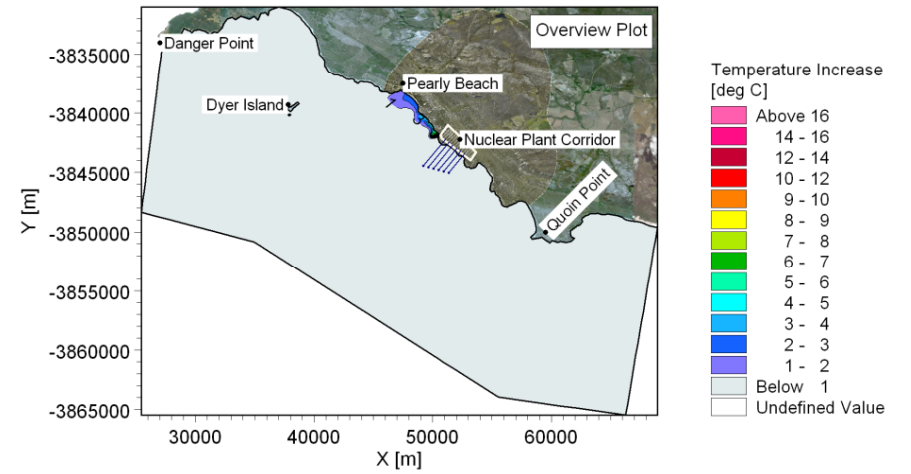 Overview Plot
Danger Point
Pearly Beach
Dyer Island
Nuclear Plant Corridor
Quoin Point
-3835000
-3840000
-3845000
-3850000
-3855000
-3860000
-3865000
Y [m]
30000 40000 50000 60000
X [m]
Temperature Increase
[deg C]
Above 16
14 - 16
12 - 14
10 - 12
9 - 10
8 - 9
7 - 8
6 - 7
5 - 6
4 - 5
3 - 4
2 - 3
1 - 2
Below 1
Undefined Value